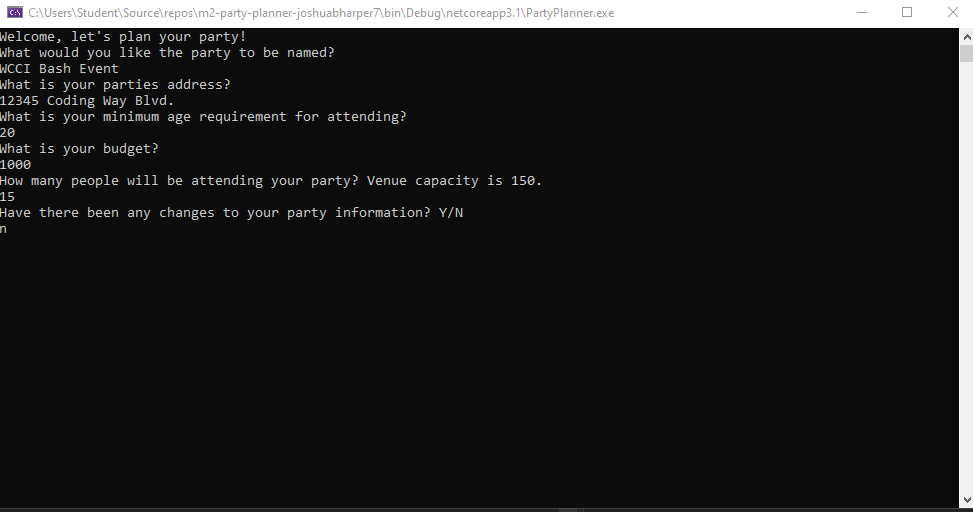 C:\Users\Student\Source\repos\m2-party-planner-joshuabharper7\bin\Debug\netcoreapp3.1\PartyPlanner.exe
Welcome, let's plan your party!
What would you like the party to be named?
WCCI Bash Event
What is your parties address?
12345 Coding Way Blvd.
What is your minimum age requirement for attending?
20
What is your budget?
1000
How many people will be attending your party? Venue capacity is 150.
15
Have there been any changes to your party information? Y/N
n